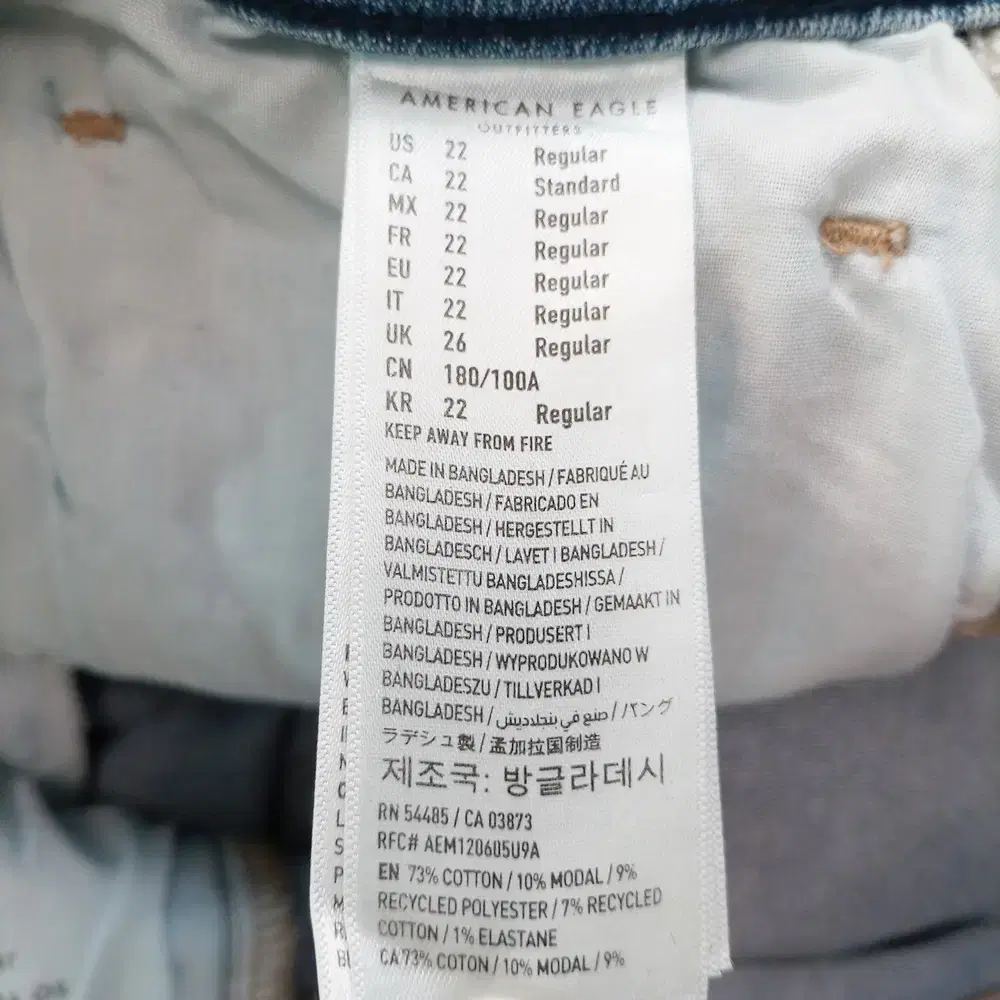 AMERICAN EAGLE
OUTFITTERS
US 22 Regular
CA 22 Standard
MX 22 Regular
FR 22 Regular
EU 22 Regular
IT 22 Regular
UK 26 Regular
CN 180/100A
KR 22 Regular
KEEP AWAY FROM FIRE
MADE IN BANGLADESH / FABRIQUÉ AU
BANGLADESH / FABRICADO EN
BANGLADESH / HERGESTELLT IN
BANGLADESCH / LAVET I BANGLADESH /
VALMISTETTU BANGLADESHISSA /
PRODOTTO IN BANGLADESH / GEMAAKT IN
BANGLADESH / PRODUSERT I
BANGLADESH / WYPRODUKOWANO W
BANGLADESZU / TILLVERKAD I
BANGLADESH / صنع في بنجلاديش / バング
ラデシュ製 / 孟加拉国制造
제조국: 방글라데시
RN 54485 / CA 03873
RFC# AEM120605U9A
EN 73% COTTON / 10% MODAL / 9%
RECYCLED POLYESTER / 7% RECYCLED
COTTON / 1% ELASTANE
CA 73% COTON / 10% MODAL / 9%